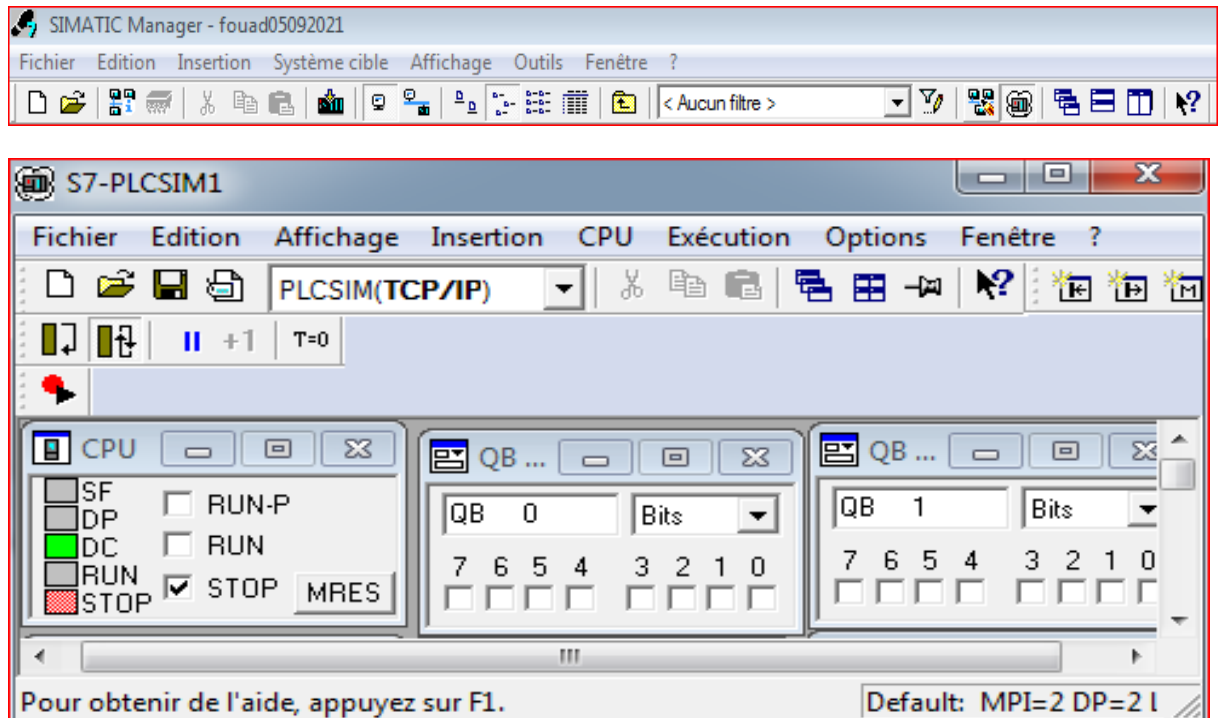 SIMATIC Manager - fouad05092021
Fichier Edition Insertion Système cible Affichage Outils Fenêtre ?
< Aucun filtre >
S7-PLCSIM1
Fichier Edition Affichage Insertion CPU Exécution Options Fenêtre ?
PLCSIM(TCP/IP)
+1 T=0
CPU
SF
DP
DC
RUN
STOP
RUN-P
RUN
STOP MRES
QB ...
QB 0 Bits
7 6 5 4 3 2 1 0
QB ...
QB 1 Bits
7 6 5 4 3 2 1 0
Pour obtenir de l'aide, appuyez sur F1.
Default: MPI=2 DP=2 L